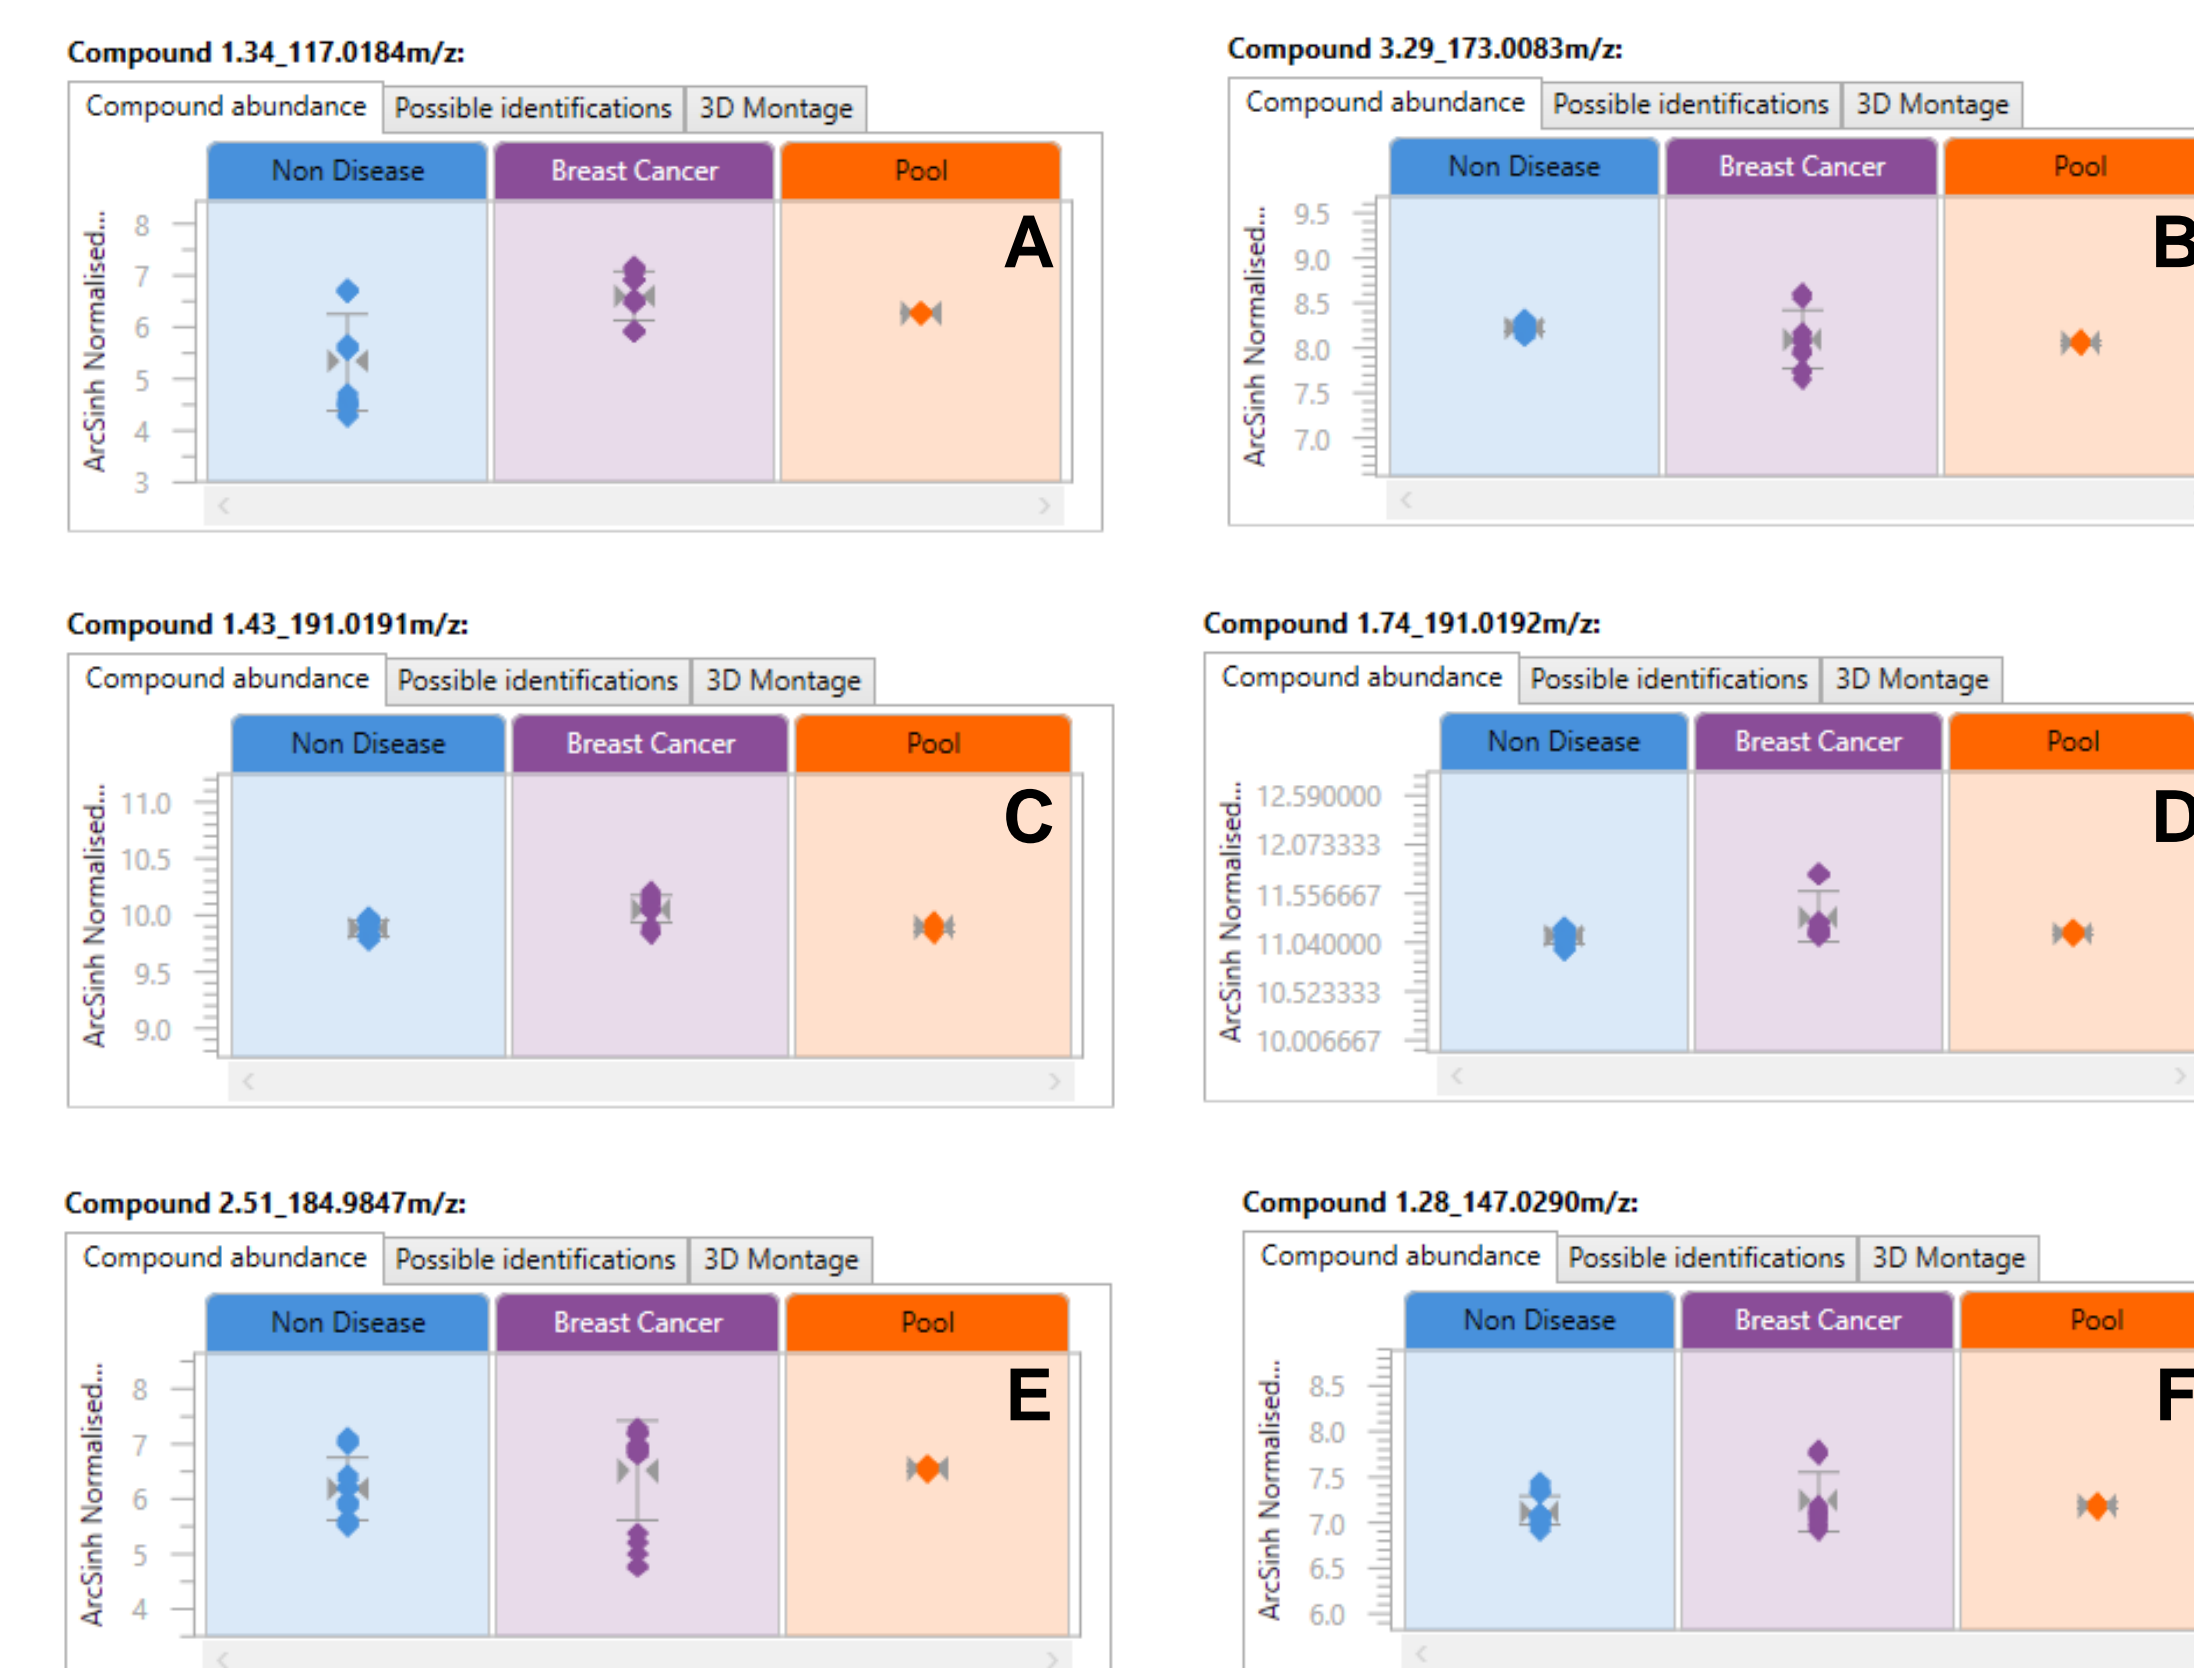 Compound 1.34_117.0184m/z:
Compound abundance Possible identifications 3D Montage
Non Disease Breast Cancer Pool
A
ArcSinh Normalised...
8
7
6
5
4
3
Compound 3.29_173.0083m/z:
Compound abundance Possible identifications 3D Montage
Non Disease Breast Cancer Pool
B
ArcSinh Normalised...
9.5
9.0
8.5
8.0
7.5
7.0
Compound 1.43_191.0191m/z:
Compound abundance Possible identifications 3D Montage
Non Disease Breast Cancer Pool
C
ArcSinh Normalised...
11.0
10.5
10.0
9.5
9.0
Compound 1.74_191.0192m/z:
Compound abundance Possible identifications 3D Montage
Non Disease Breast Cancer Pool
D
ArcSinh Normalised...
12.590000
12.073333
11.556667
11.040000
10.523333
10.006667
Compound 2.51_184.9847m/z:
Compound abundance Possible identifications 3D Montage
Non Disease Breast Cancer Pool
E
ArcSinh Normalised...
8
7
6
5
4
Compound 1.28_147.0290m/z:
Compound abundance Possible identifications 3D Montage
Non Disease Breast Cancer Pool
F
ArcSinh Normalised...
8.5
8.0
7.5
7.0
6.5
6.0